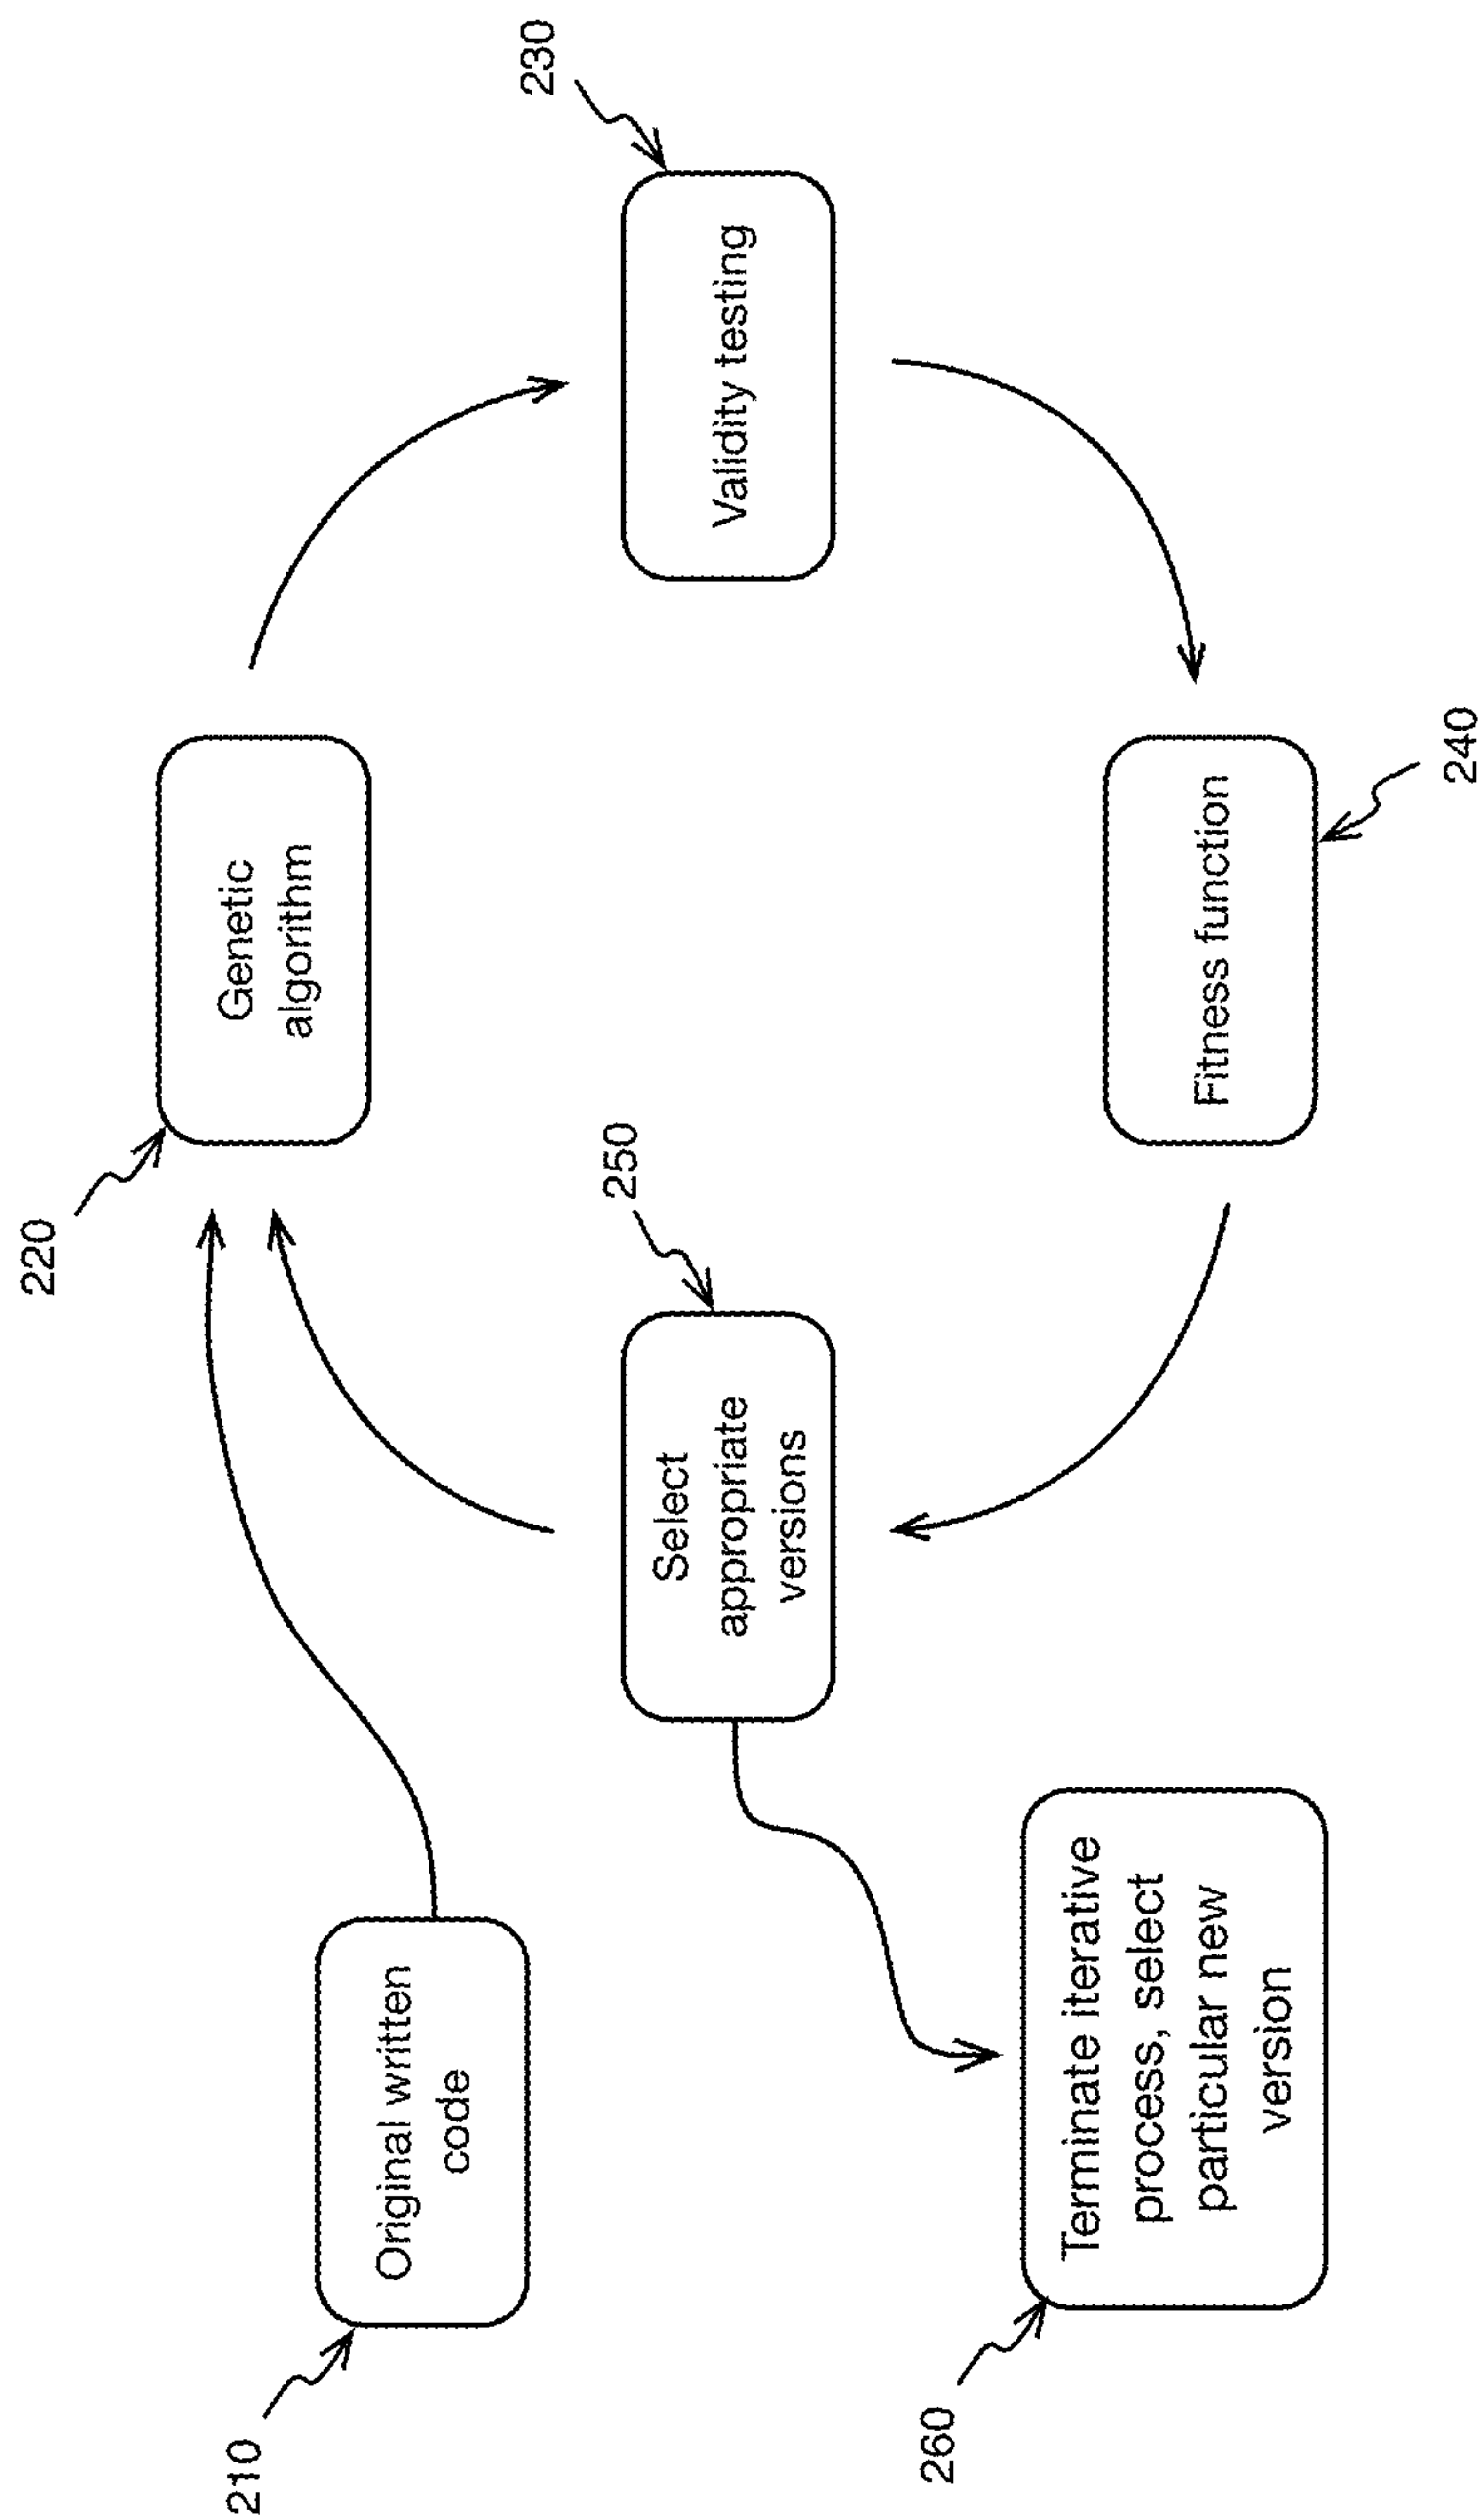 210
Original written
code
220
Genetic
algorithm
230
Validity testing
240
Fitness function
250
Select
appropriate
versions
260
Terminate iterative
process, select
particular new
version